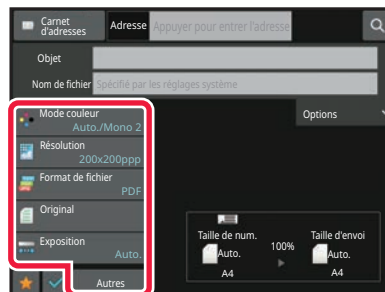 Carnet
d'adresses
Adresse
Appuyer pour entrer l'adresse
Objet
Nom de fichier
Spécifié par les réglages système
Mode couleur
Auto./Mono 2
Résolution
200x200ppp
Format de fichier
PDF
Original
Exposition
Auto.
Autres
Options
Taille de num.
Auto.
A4
100%
Taille d'envoi
Auto.
A4